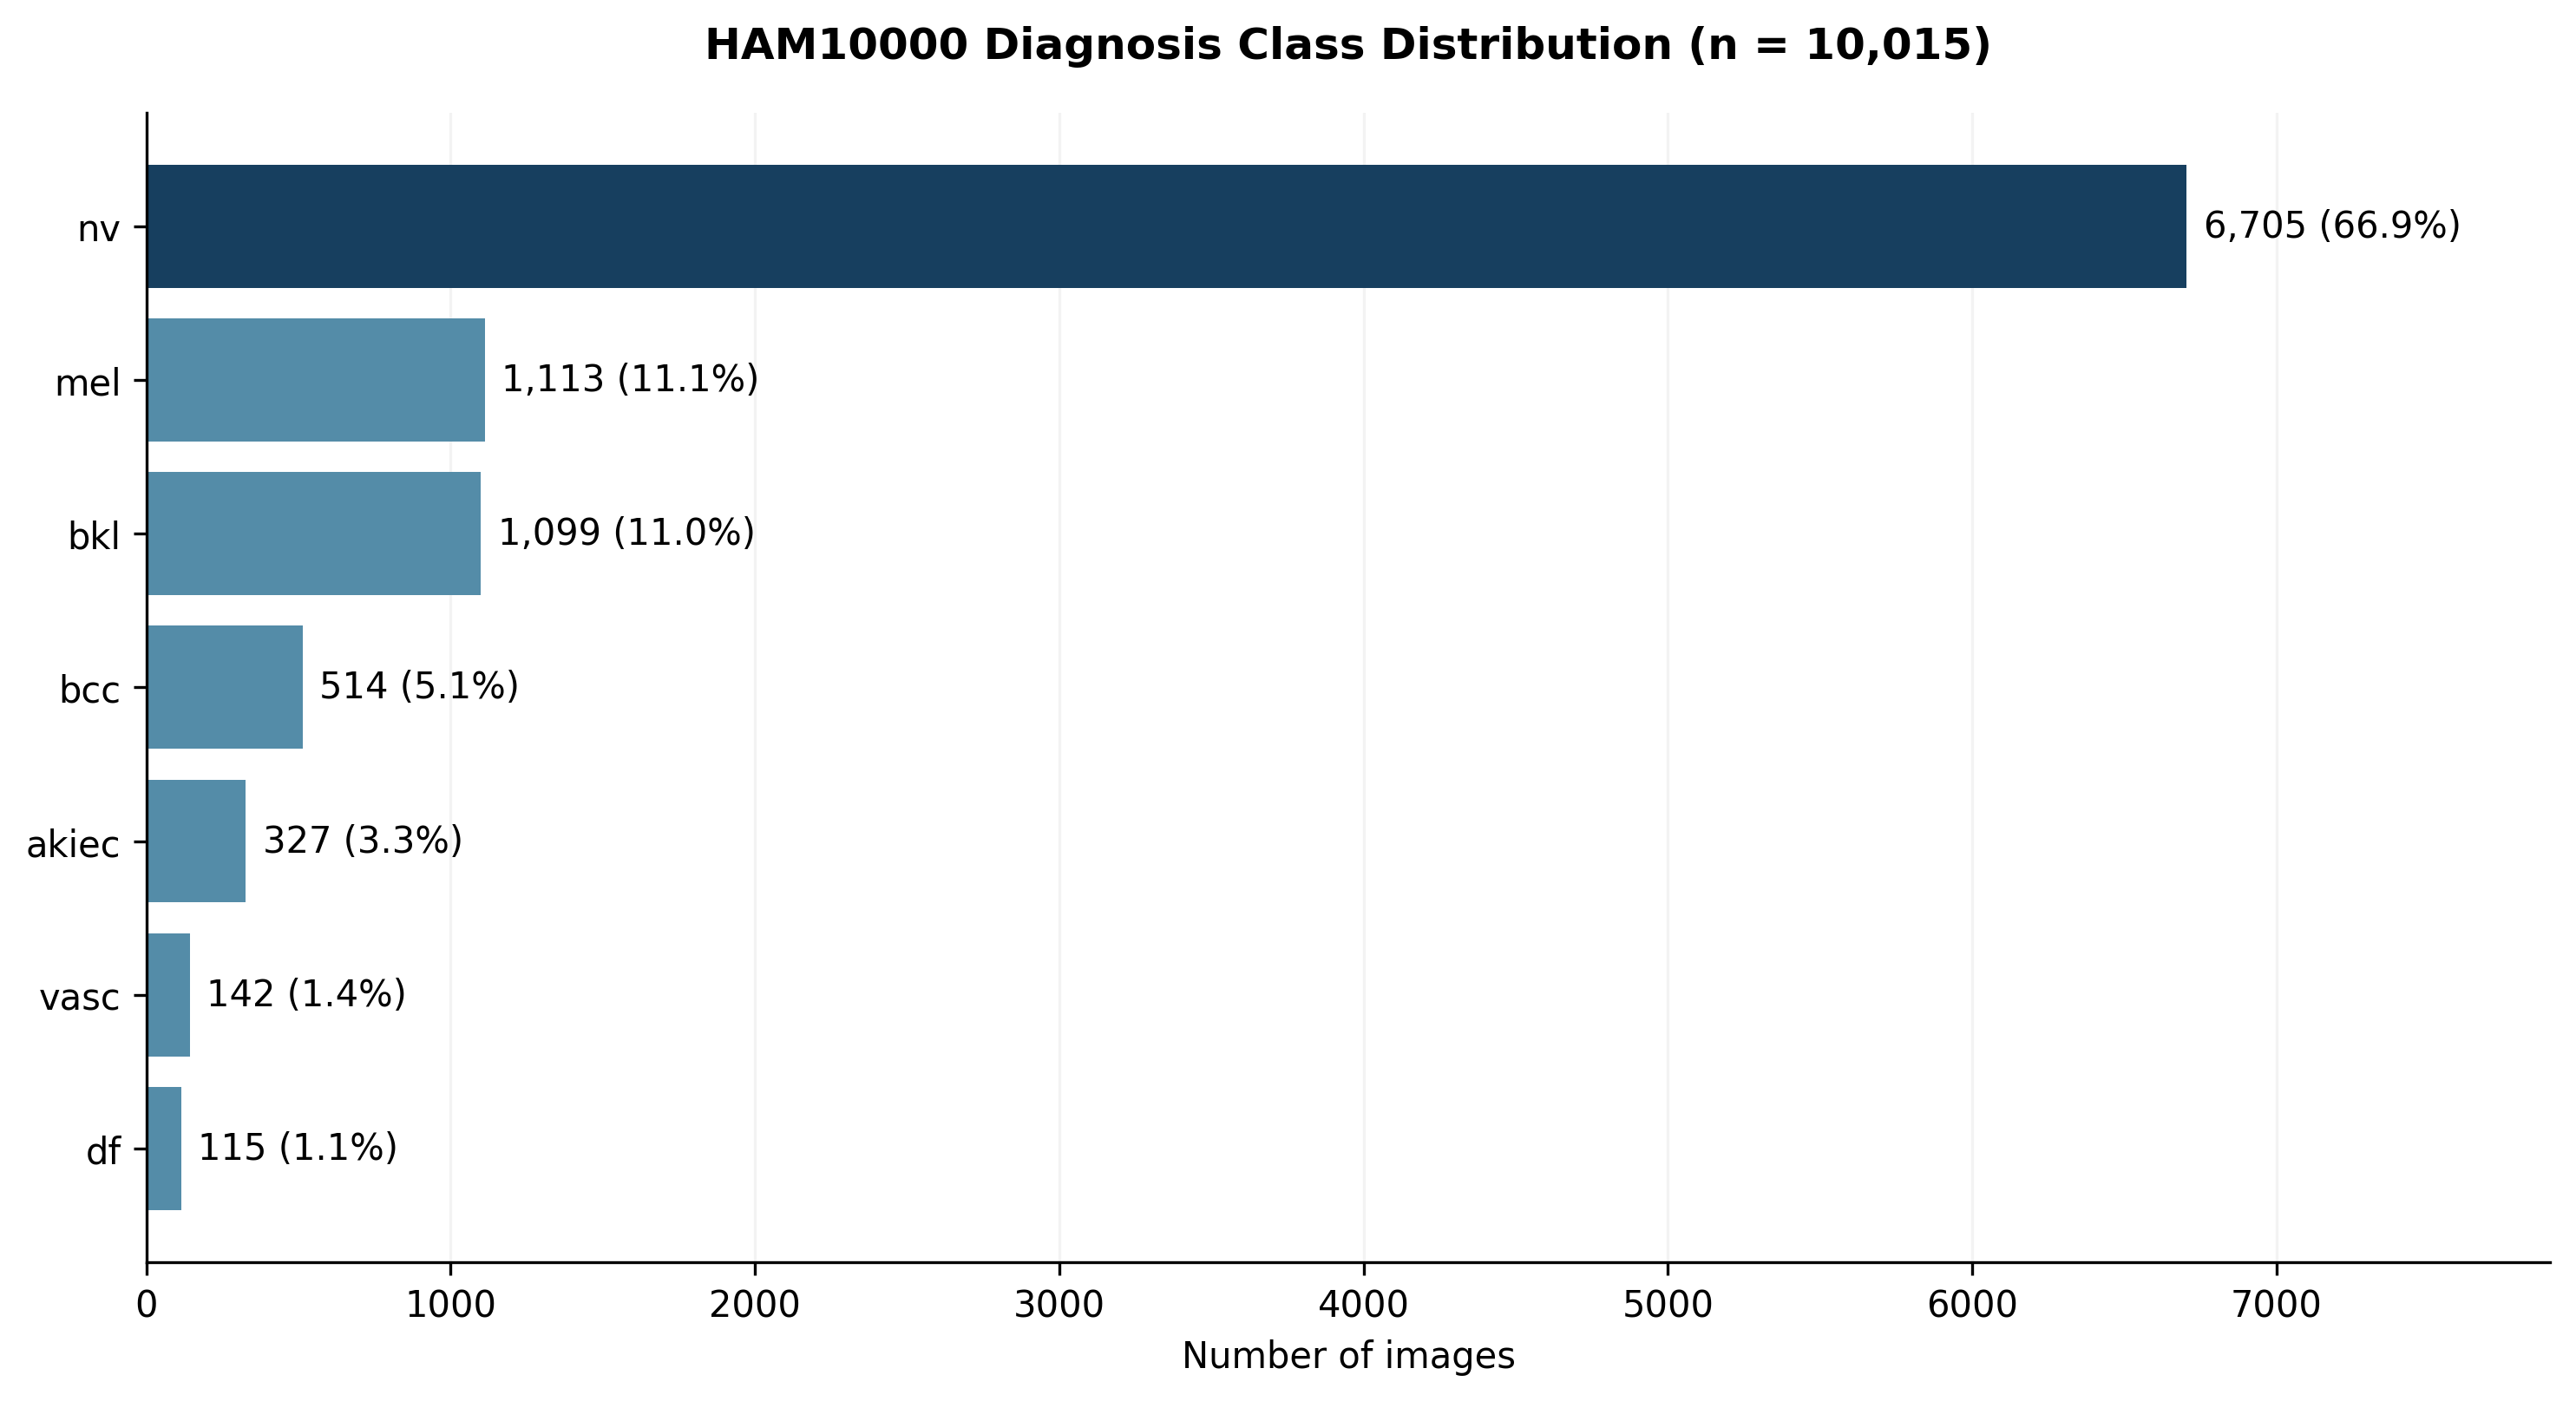 HAM10000 Diagnosis Class Distribution (n = 10,015)
nv 6,705 (66.9%)
mel 1,113 (11.1%)
bkl 1,099 (11.0%)
bcc 514 (5.1%)
akiec 327 (3.3%)
vasc 142 (1.4%)
df 115 (1.1%)
0 1000 2000 3000 4000 5000 6000 7000
Number of images